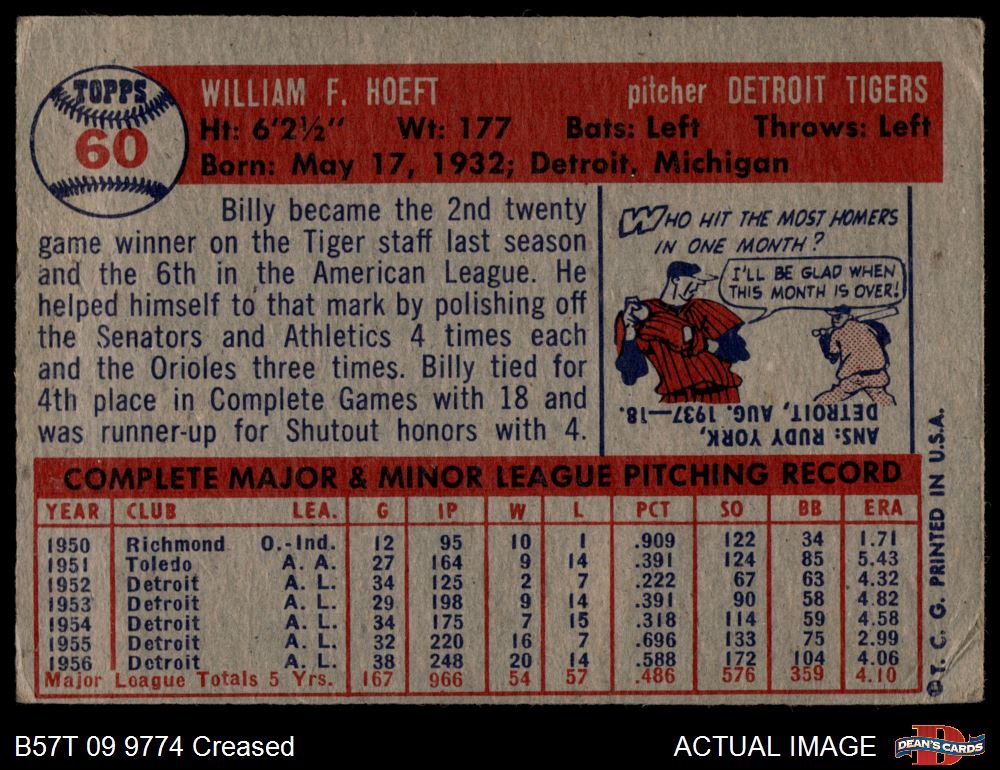 TOPPS
60
WILLIAM F. HOEFT pitcher DETROIT TIGERS
Ht: 6'2½" Wt: 177 Bats: Left Throws: Left
Born: May 17, 1932; Detroit, Michigan
Billy became the 2nd twenty
game winner on the Tiger staff last season
and the 6th in the American League. He
helped himself to that mark by polishing off
the Senators and Athletics 4 times each
and the Orioles three times. Billy tied for
4th place in Complete Games with 18 and
was runner-up for Shutout honors with 4.
WHO HIT THE MOST HOMERS
IN ONE MONTH?
I'LL BE GLAD WHEN
THIS MONTH IS OVER!
ANS: RUDY YORK,
DETROIT, AUG. 1937—18.
COMPLETE MAJOR & MINOR LEAGUE PITCHING RECORD
YEAR CLUB LEA. G IP W L PCT SO BB ERA
1950 Richmond O.-Ind. 12 95 10 1 .909 122 34 1.71
1951 Toledo A. A. 27 164 9 14 .391 124 85 5.43
1952 Detroit A. L. 34 125 2 7 .222 67 63 4.32
1953 Detroit A. L. 29 198 9 14 .391 90 58 4.82
1954 Detroit A. L. 34 175 7 15 .318 114 59 4.58
1955 Detroit A. L. 32 220 16 7 .696 133 75 2.99
1956 Detroit A. L. 38 248 20 14 .588 172 104 4.06
Major League Totals 5 Yrs. 167 966 54 57 .486 576 359 4.10
©T. C. G. PRINTED IN U.S.A.
B57T 09 9774 Creased
ACTUAL IMAGE
DEAN'S CARDS